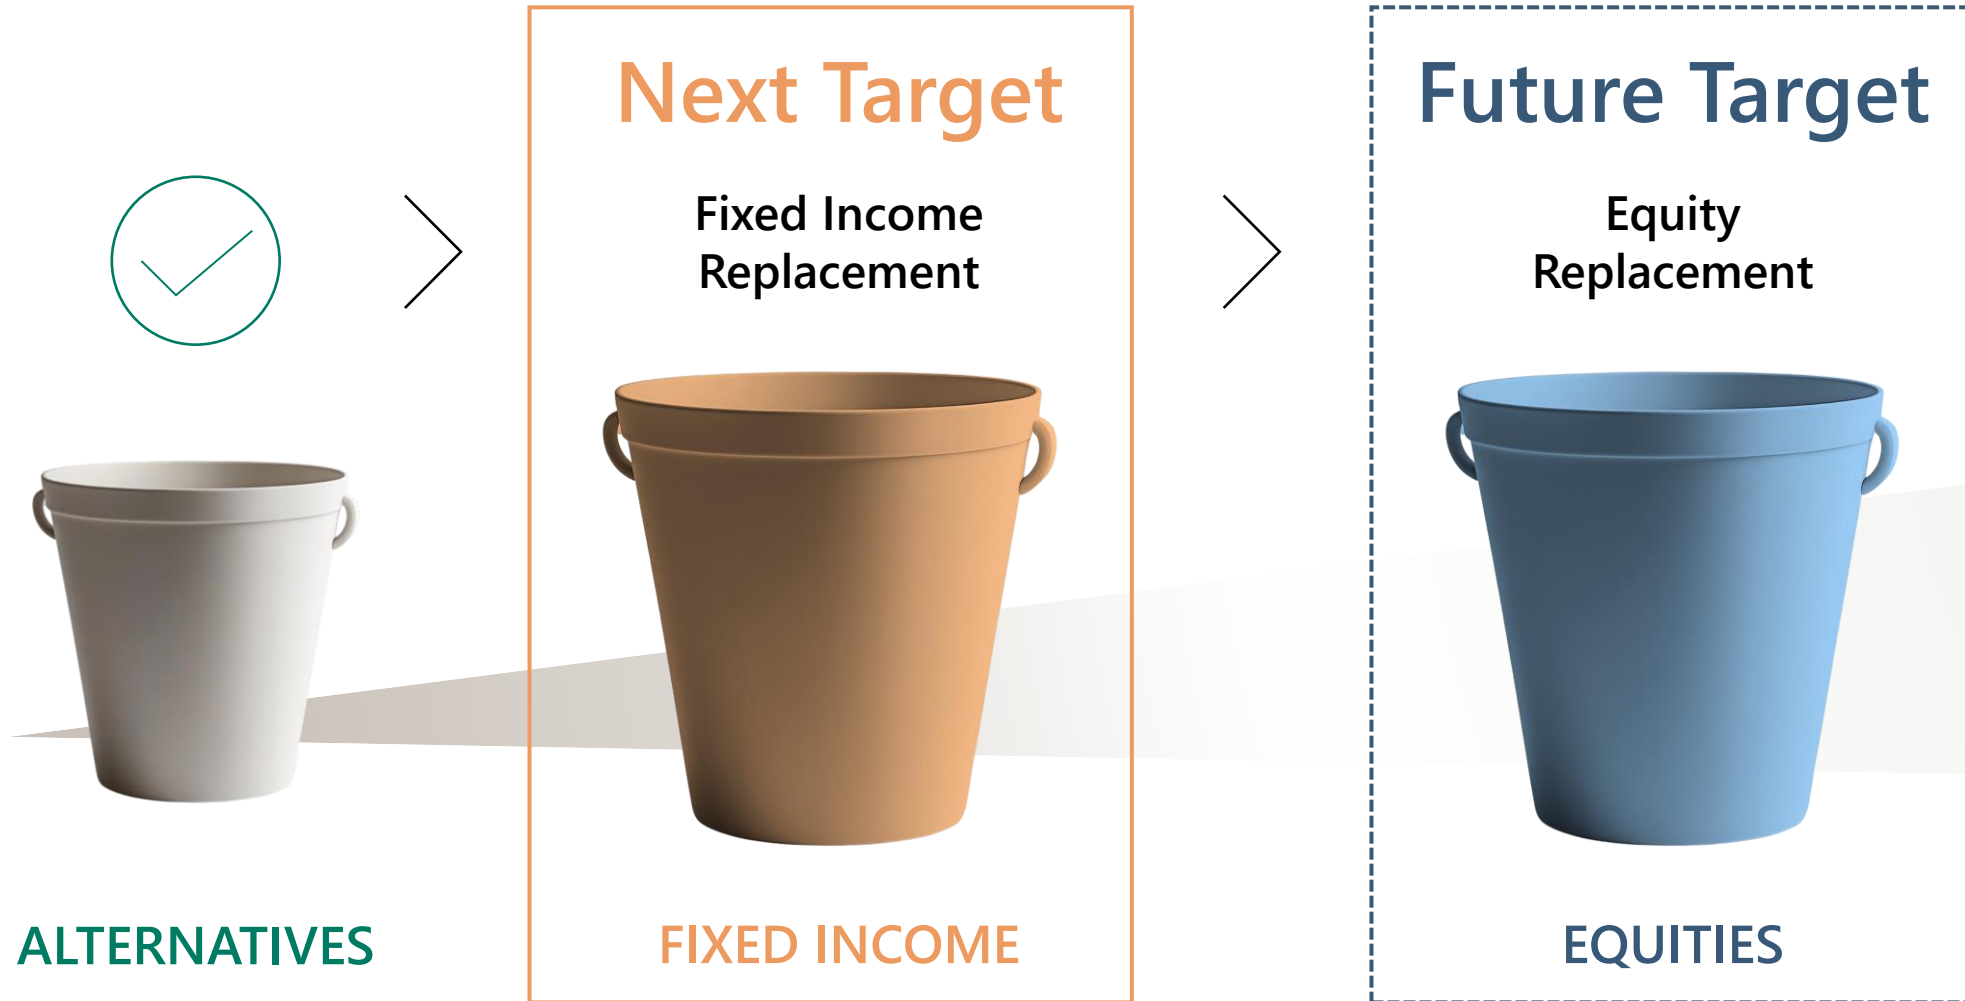 Next Target
Fixed Income
Replacement
Future Target
Equity
Replacement
ALTERNATIVES
FIXED INCOME
EQUITIES